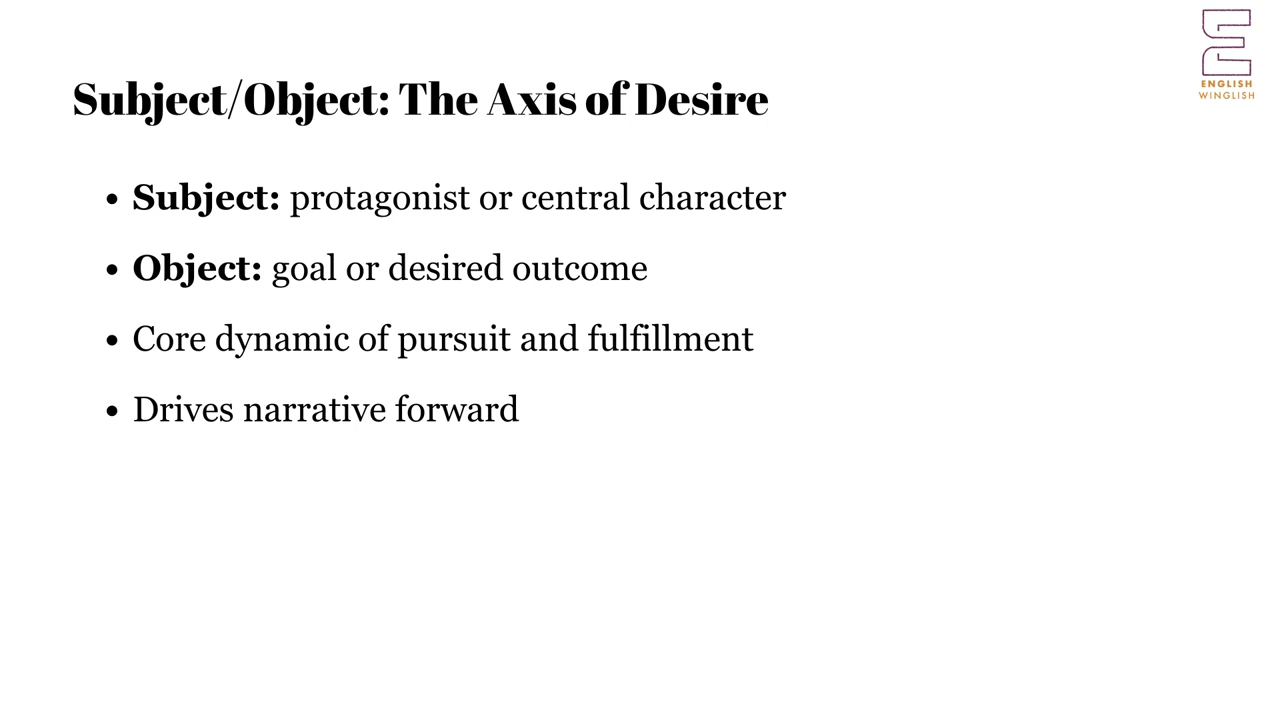 ENGLISH
WINGLISH
Subject/Object: The Axis of Desire
• Subject: protagonist or central character
• Object: goal or desired outcome
• Core dynamic of pursuit and fulfillment
• Drives narrative forward